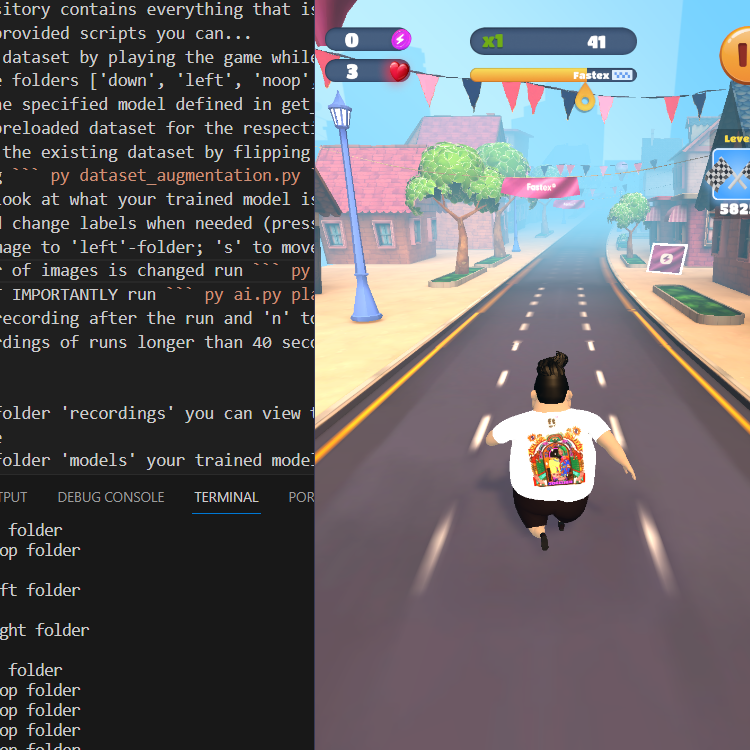 sitory contains everything that is
provided scripts you can...
dataset by playing the game while
e folders ['down', 'left', 'noop',
he specified model defined in get_
preloaded dataset for the respecti
the existing dataset by flipping
g ``` py dataset_augmentation.py `
look at what your trained model is
d change labels when needed (press
mage to 'left'-folder; 's' to move
r of images is changed run ``` py
T IMPORTANTLY run ``` py ai.py pla
recording after the run and 'n' to
rdings of runs longer than 40 seco
folder 'recordings' you can view t
e
folder 'models' your trained model
TPUT DEBUG CONSOLE TERMINAL POR
folder
op folder
ft folder
ght folder
folder
op folder
op folder
op folder
op folder
0
x1 41
3
Fastex
Fastex
Leve
582